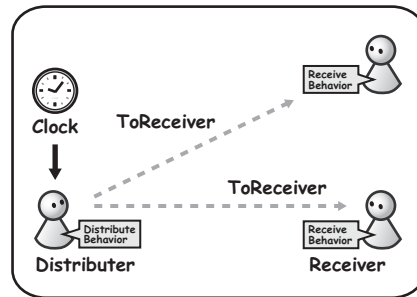 Receive
Behavior
Clock
ToReceiver
ToReceiver
Distribute
Behavior
Receive
Behavior
Distributer
Receiver